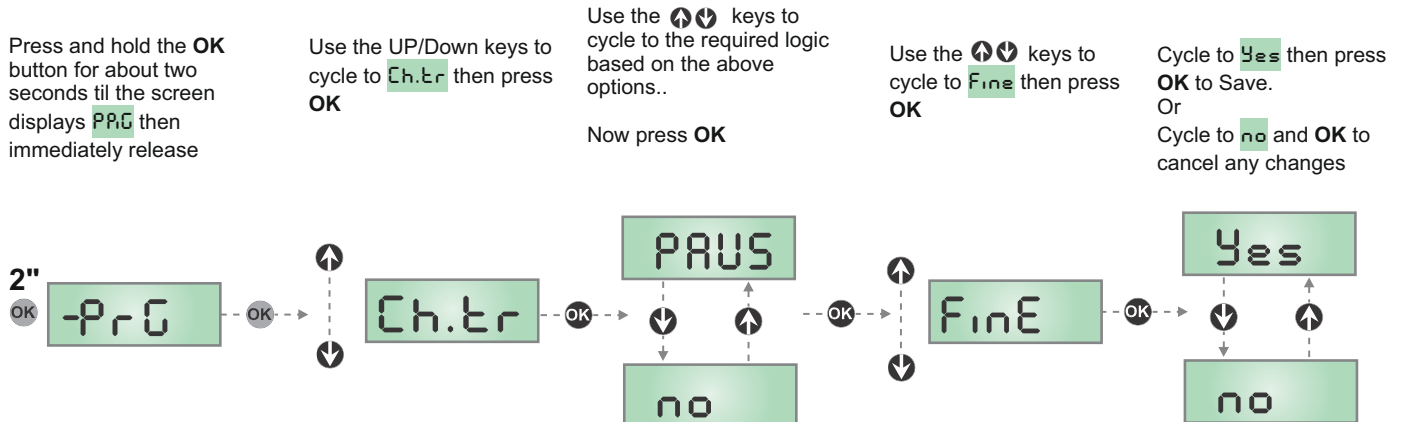 Press and hold the OK
button for about two
seconds til the screen
displays PRG then
immediately release
Use the UP/Down keys to
cycle to Ch.tr then press
OK
Use the keys to
cycle to the required logic
based on the above
options..
Now press OK
Use the keys to
cycle to Fine then press
OK
Cycle to Yes then press
OK to Save.
Or
Cycle to no and OK to
cancel any changes
2"
OK
-PrG
OK
Ch.tr
OK
PAUS
no
OK
FinE
OK
Yes
no